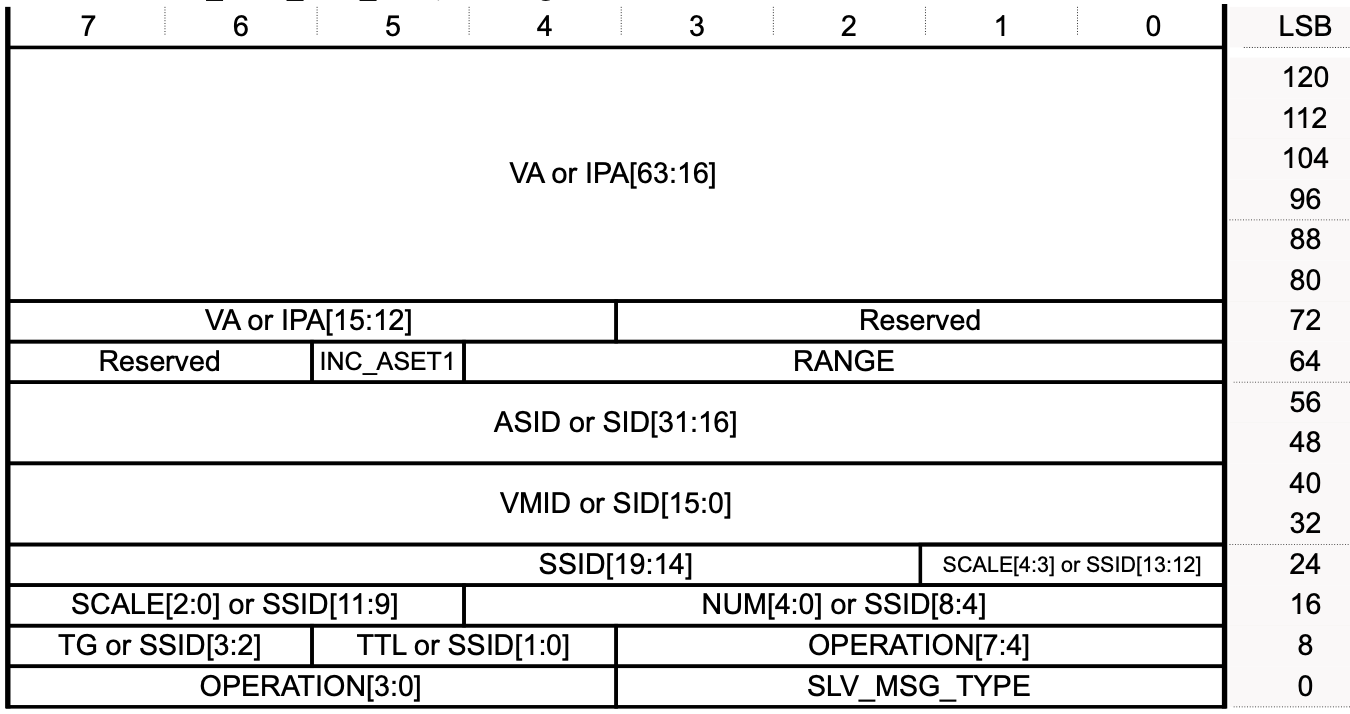 7 6 5 4 3 2 1 0 LSB
120
112
104
VA or IPA[63:16]
96
88
80
VA or IPA[15:12] Reserved 72
Reserved INC_ASET1 RANGE 64
56
ASID or SID[31:16]
48
40
VMID or SID[15:0]
32
SSID[19:14] SCALE[4:3] or SSID[13:12] 24
SCALE[2:0] or SSID[11:9] NUM[4:0] or SSID[8:4] 16
TG or SSID[3:2] TTL or SSID[1:0] OPERATION[7:4] 8
OPERATION[3:0] SLV_MSG_TYPE 0